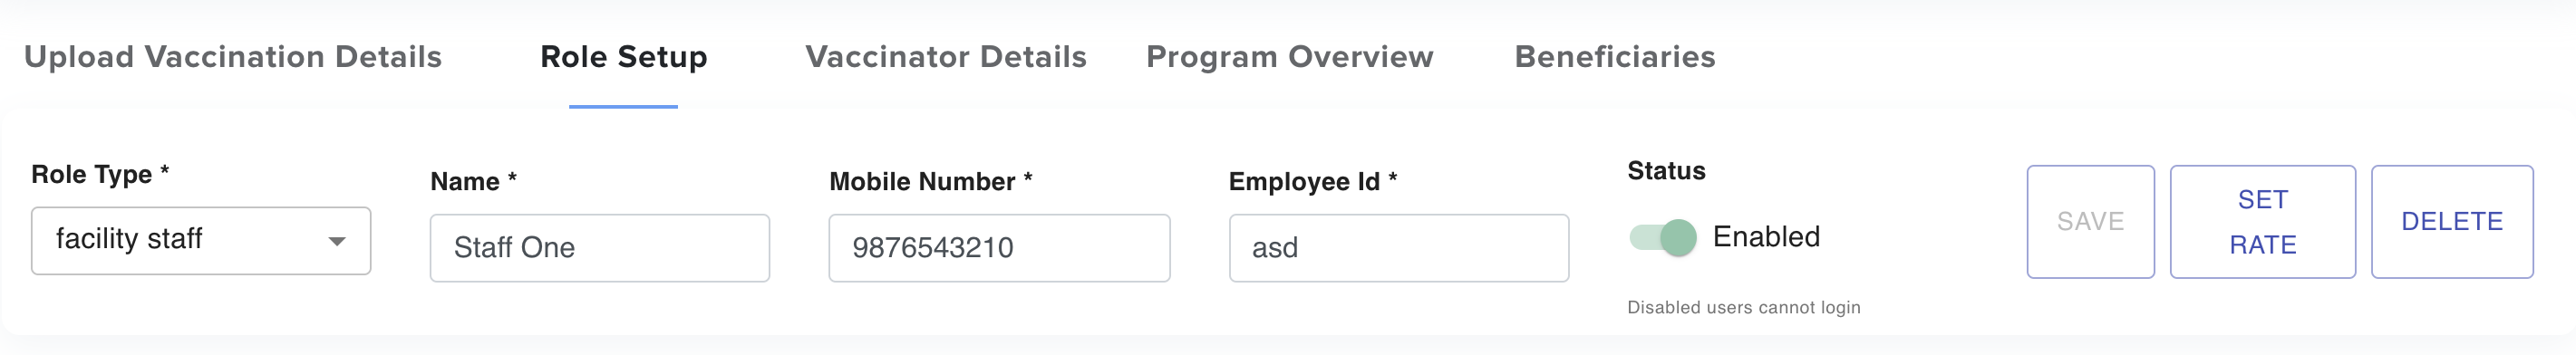 Upload Vaccination Details Role Setup Vaccinator Details Program Overview Beneficiaries
Role Type * Name * Mobile Number * Employee Id * Status
facility staff Staff One 9876543210 asd Enabled
Disabled users cannot login
SAVE
SET
RATE
DELETE